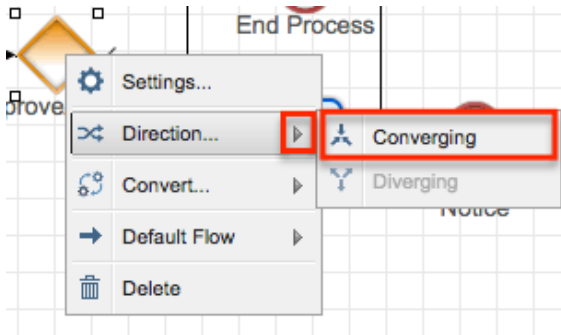 End Process
prove
Settings...
Direction...
Converging
Convert...
Diverging
Notice
Default Flow
Delete